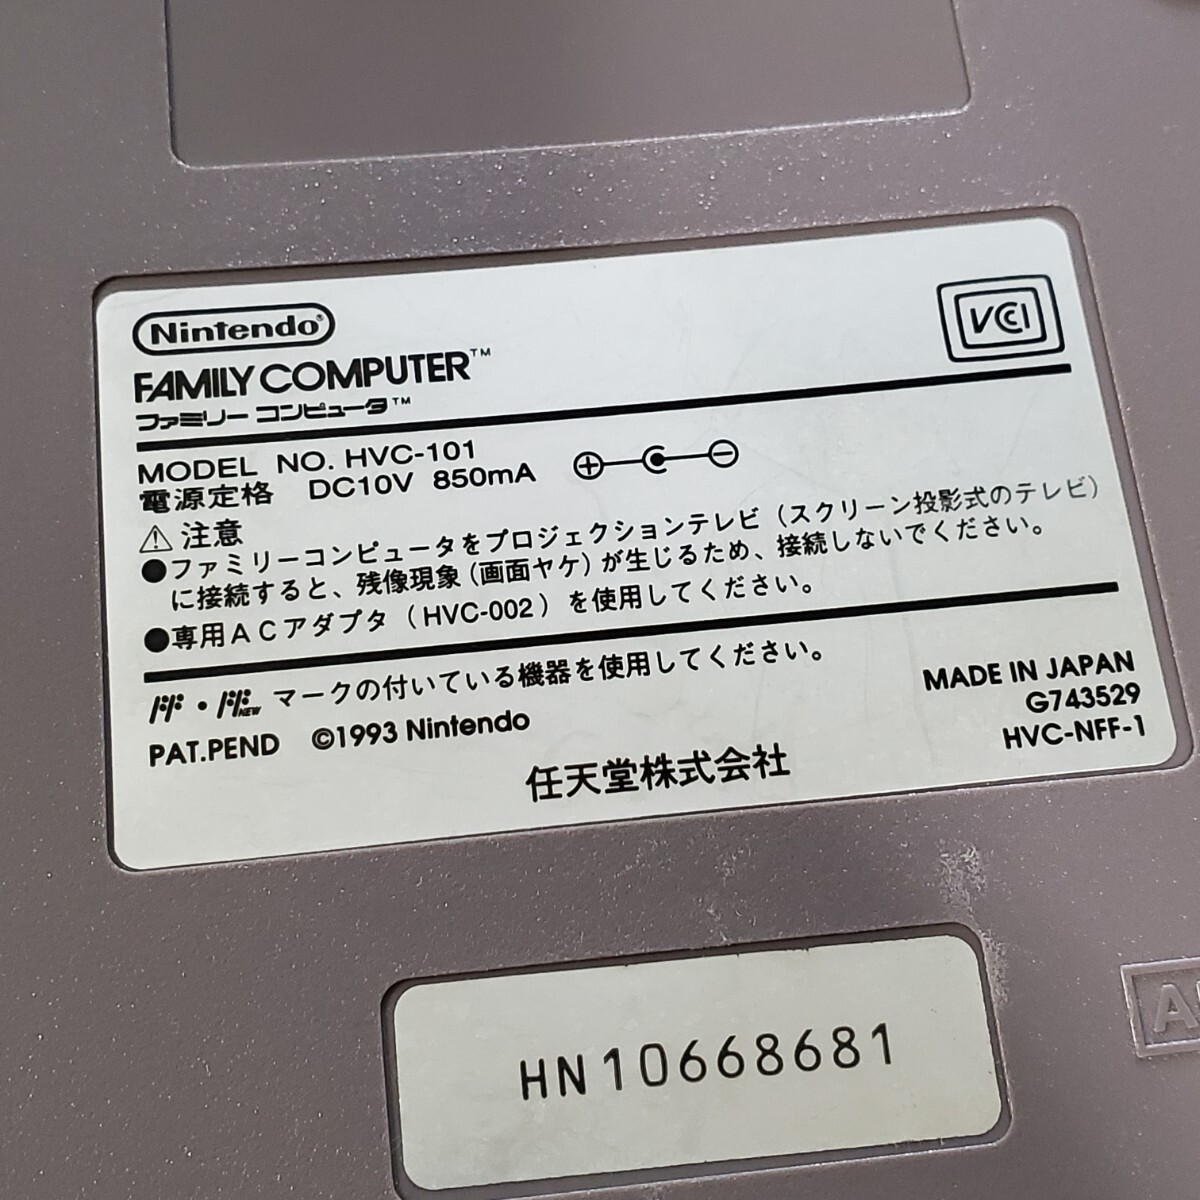 Nintendo®
FAMILY COMPUTER™
ファミリー コンピュータ™
VCCI
MODEL NO. HVC-101
電源定格 DC10V 850mA
注意
●ファミリーコンピュータをプロジェクションテレビ（スクリーン投影式のテレビ）
に接続すると、残像現象(画面ヤケ)が生じるため、接続しないでください。
●専用ACアダプタ（HVC-002）を使用してください。
FF・FF NEW マークの付いている機器を使用してください。
PAT.PEND ©1993 Nintendo
任天堂株式会社
MADE IN JAPAN
G743529
HVC-NFF-1
HN10668681